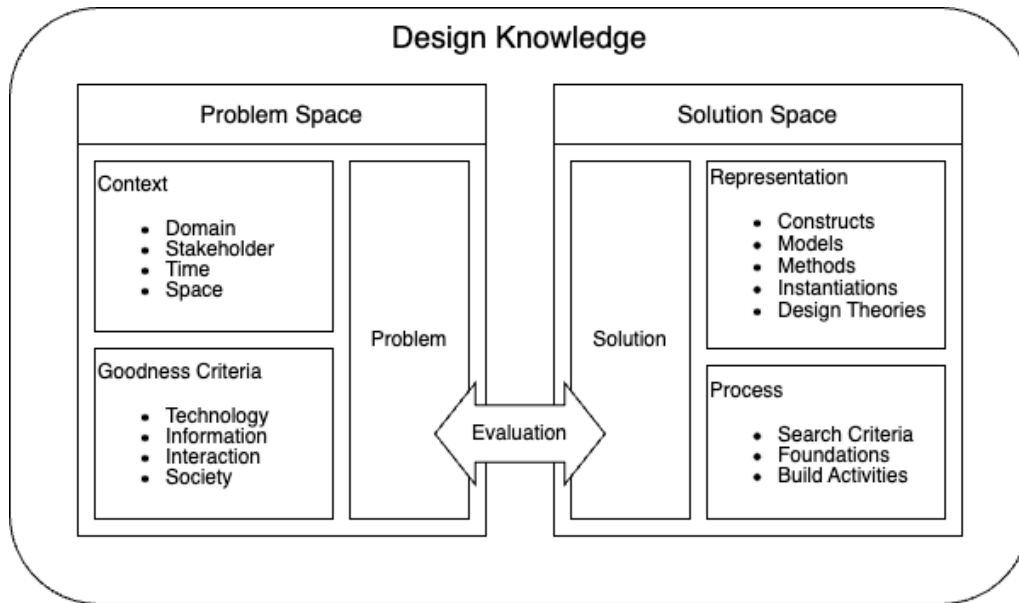 Design Knowledge
Problem Space
Context
• Domain
• Stakeholder
• Time
• Space
Goodness Criteria
• Technology
• Information
• Interaction
• Society
Problem
Evaluation
Solution Space
Solution
Representation
• Constructs
• Models
• Methods
• Instantiations
• Design Theories
Process
• Search Criteria
• Foundations
• Build Activities